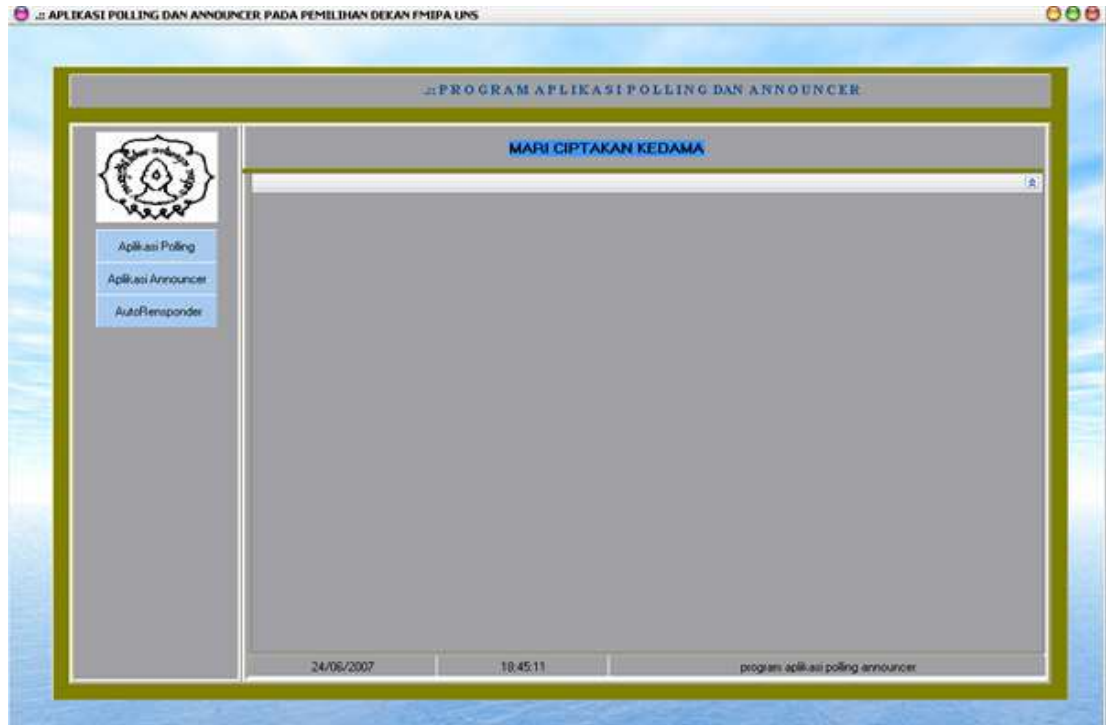 .:: APLIKASI POLLING DAN ANNOUNCER PADA PEMILIHAN DEKAN FMIPA UNS
.:: PROGRAM APLIKASI POLLING DAN ANNOUNCER
MARI CIPTAKAN KEDAMA
Aplikasi Polling
Aplikasi Announcer
AutoRensponder
24/06/2007 18:45:11 program aplikasi polling announcer